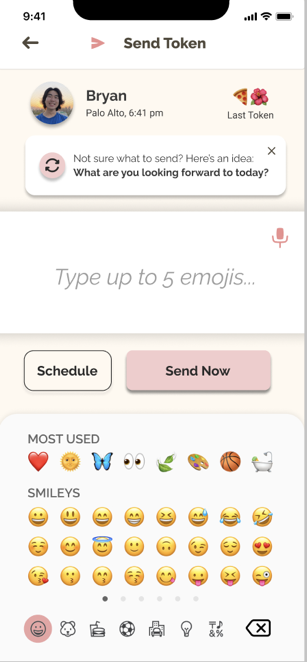 9:41
Send Token
Bryan
Palo Alto, 6:41 pm
Last Token
Not sure what to send? Here's an idea:
What are you looking forward to today?
Type up to 5 emojis...
Schedule
Send Now
MOST USED
SMILEYS